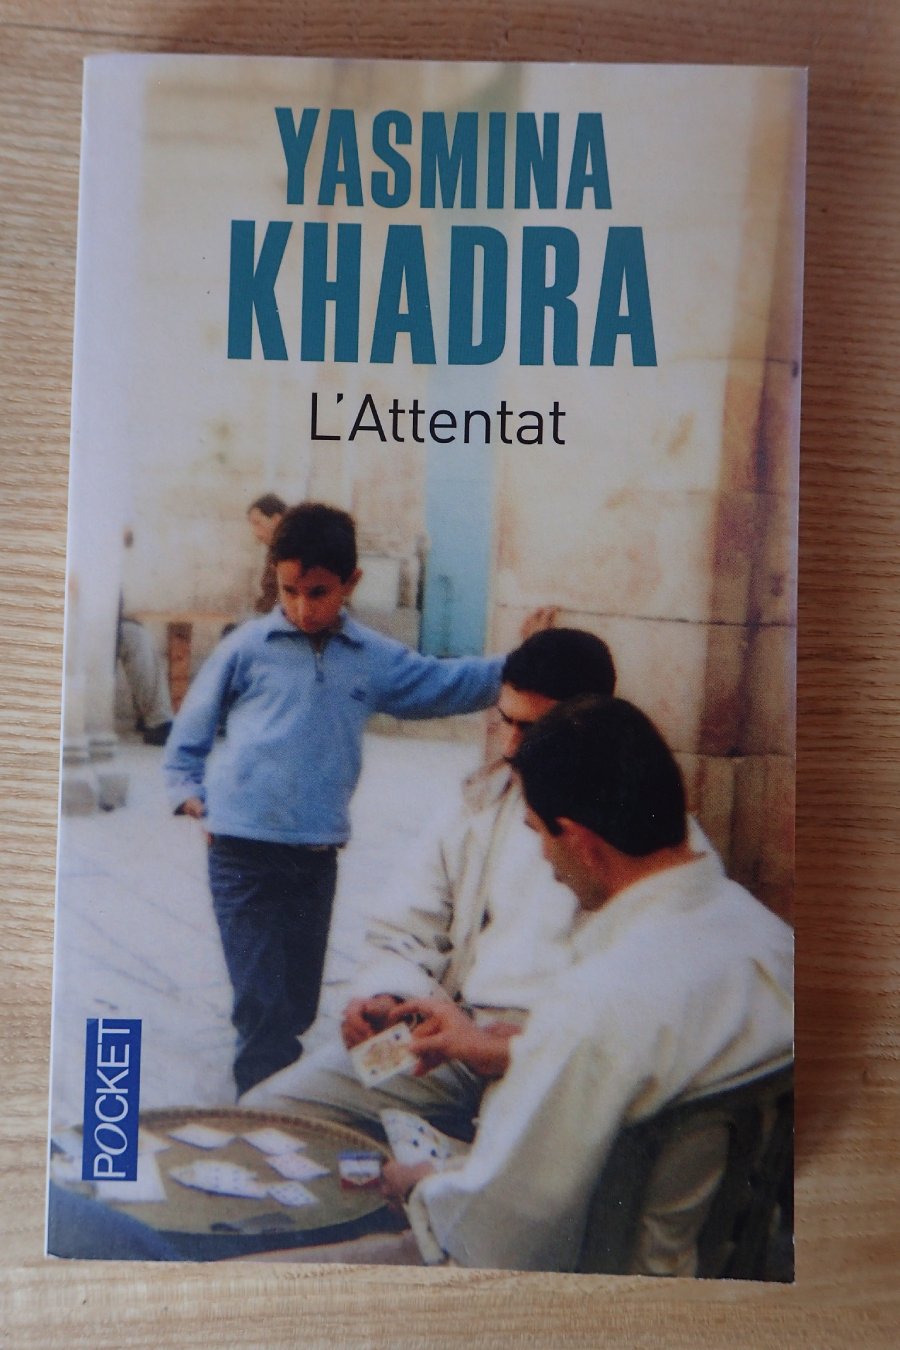 YASMINA
KHADRA
L'Attentat
POCKET